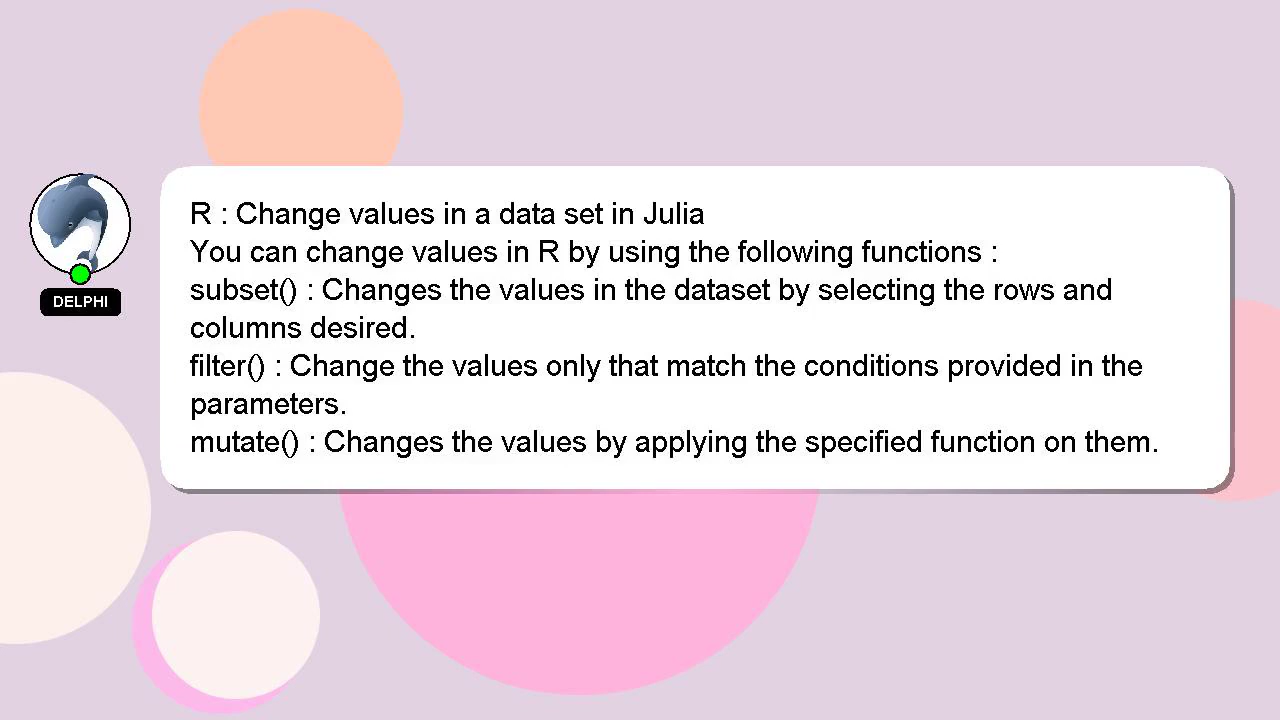 R : Change values in a data set in Julia
You can change values in R by using the following functions :
subset() : Changes the values in the dataset by selecting the rows and
columns desired.
filter() : Change the values only that match the conditions provided in the
parameters.
mutate() : Changes the values by applying the specified function on them.
DELPHI